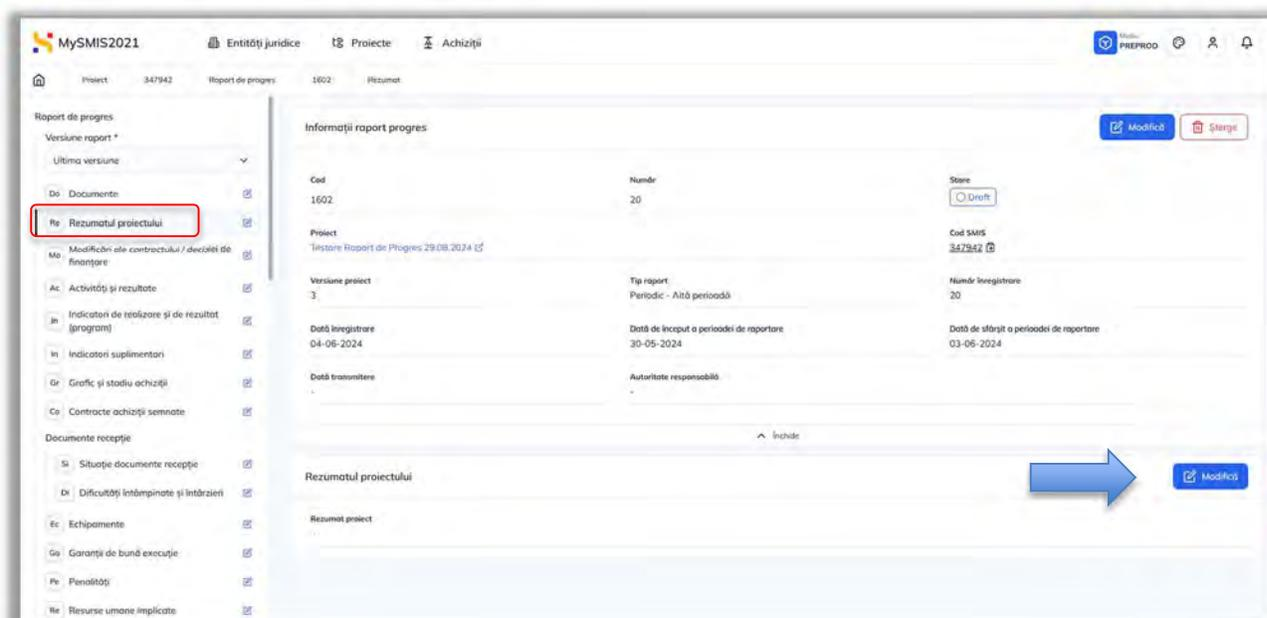 MySMIS2021
Entități juridice
Proiecte
Achiziții
Mediu
PREPROD
Proiect 347942 Raport de progres 1602 Rezumat
Raport de progres
Versiune raport *
Ultima versiune
Do Documente
Re Rezumatul proiectului
Mo Modificări ale contractului / deciziei de
finanțare
Ac Activități și rezultate
In Indicatori de realizare și de rezultat
(program)
In Indicatori suplimentari
Gr Grafic și stadiu achiziții
Co Contracte achiziții semnate
Documente recepție
Si Situație documente recepție
Di Dificultăți întâmpinate și întârzieri
Ec Echipamente
Ga Garanții de bună execuție
Pe Penalități
Re Resurse umane implicate
Informații raport progres
Modifică
Șterge
Cod Număr Stare
1602 20 Draft
Proiect Cod SMIS
Testare Raport de Progres 29.08.2024 347942
Versiune proiect Tip raport Număr înregistrare
3 Periodic - Altă perioadă 20
Dată înregistrare Dată de început a perioadei de raportare Dată de sfârșit a perioadei de raportare
04-06-2024 30-05-2024 03-06-2024
Dată transmitere Autoritate responsabilă
- -
Închide
Rezumatul proiectului
Modifică
Rezumat proiect